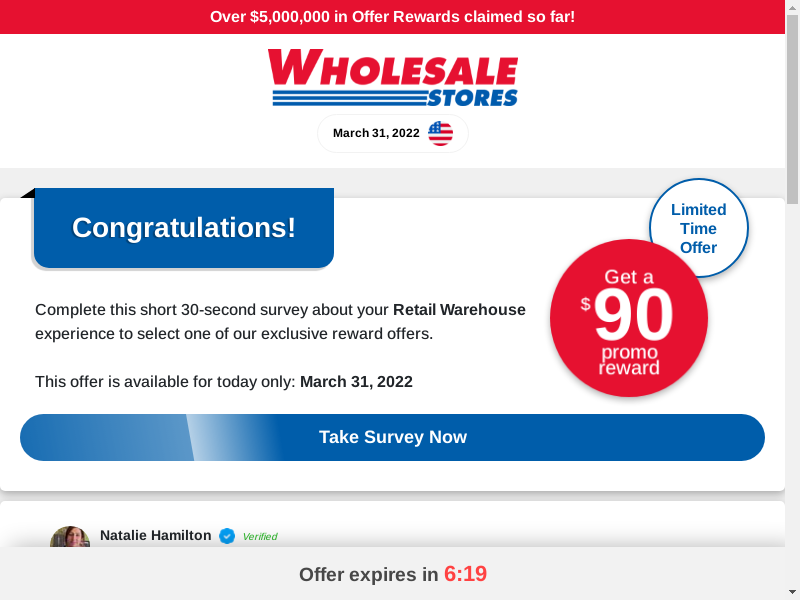 Over $5,000,000 in Offer Rewards claimed so far!
WHOLESALE
STORES
March 31, 2022
Congratulations!
Limited
Time
Offer
Get a
$90
promo
reward
Complete this short 30-second survey about your Retail Warehouse
experience to select one of our exclusive reward offers.
This offer is available for today only: March 31, 2022
Take Survey Now
Natalie Hamilton
Verified
Offer expires in 6:19